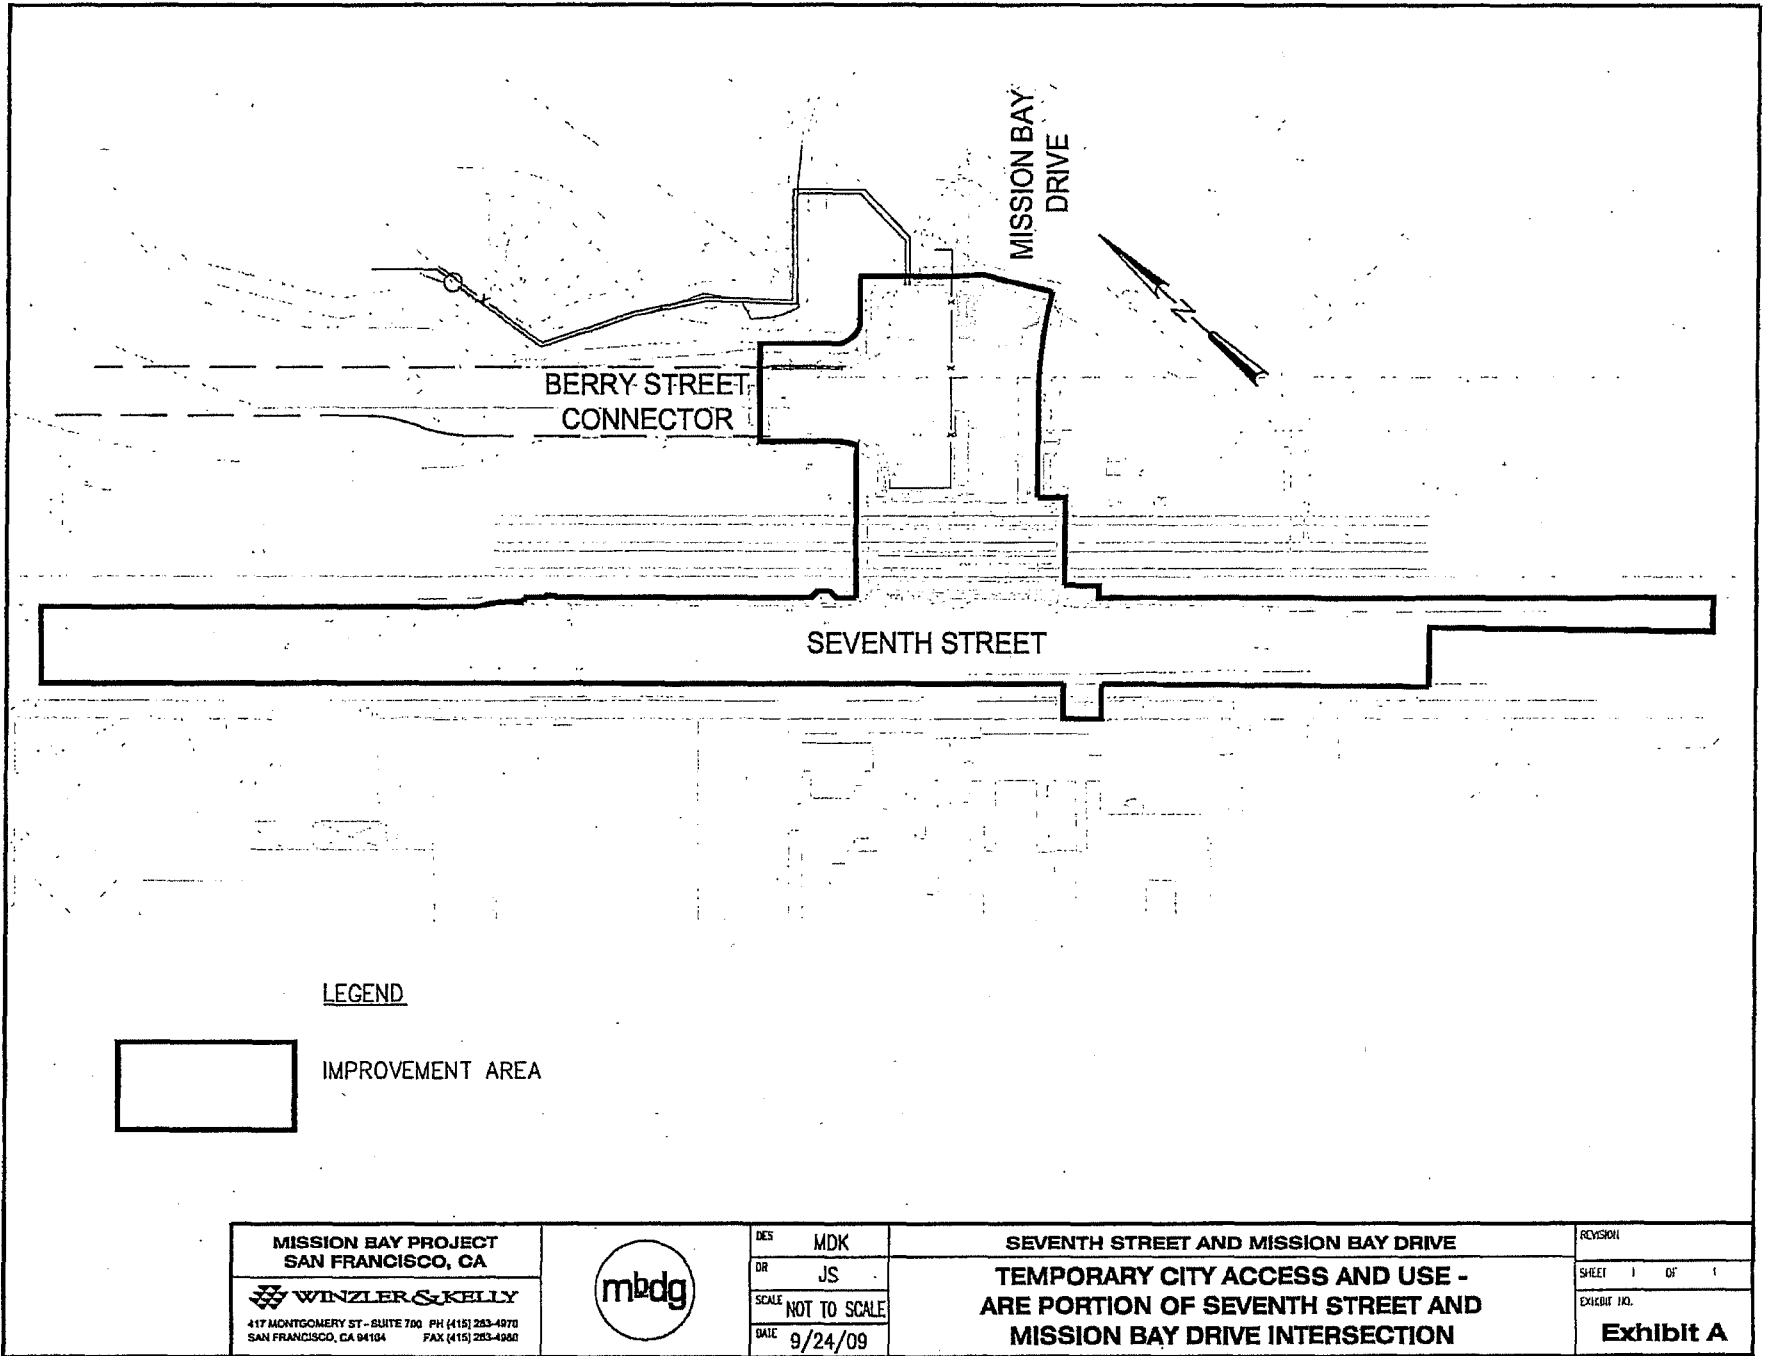 MISSION BAY
DRIVE
N
BERRY STREET
CONNECTOR
SEVENTH STREET
LEGEND
IMPROVEMENT AREA
MISSION BAY PROJECT
SAN FRANCISCO, CA
WINZLER & KELLY
417 MONTGOMERY ST - SUITE 700 PH (415) 283-4970
SAN FRANCISCO, CA 94104 FAX (415) 283-4980
mbdg
DES MDK
DR JS
SCALE NOT TO SCALE
DATE 9/24/09
SEVENTH STREET AND MISSION BAY DRIVE
TEMPORARY CITY ACCESS AND USE -
ARE PORTION OF SEVENTH STREET AND
MISSION BAY DRIVE INTERSECTION
REVISION
SHEET 1 OF 1
EXHIBIT NO.
Exhibit A